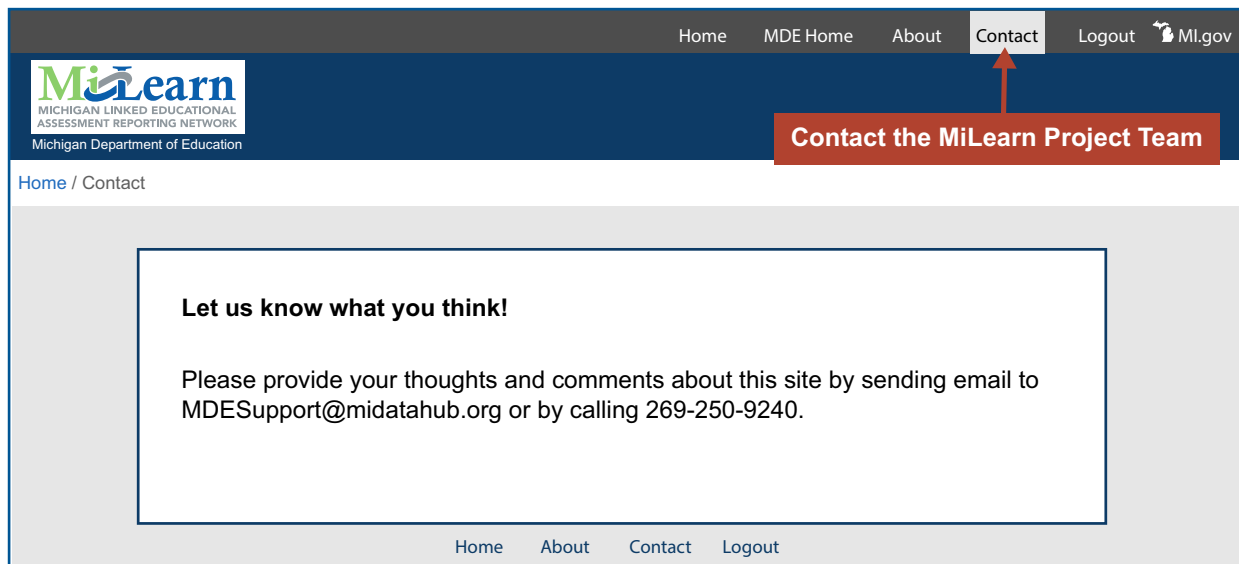 Home MDE Home About Contact Logout MI.gov
MiLearn
MICHIGAN LINKED EDUCATIONAL
ASSESSMENT REPORTING NETWORK
Michigan Department of Education
Contact the MiLearn Project Team
Home / Contact
Let us know what you think!
Please provide your thoughts and comments about this site by sending email to
MDESupport@midatahub.org or by calling 269-250-9240.
Home About Contact Logout